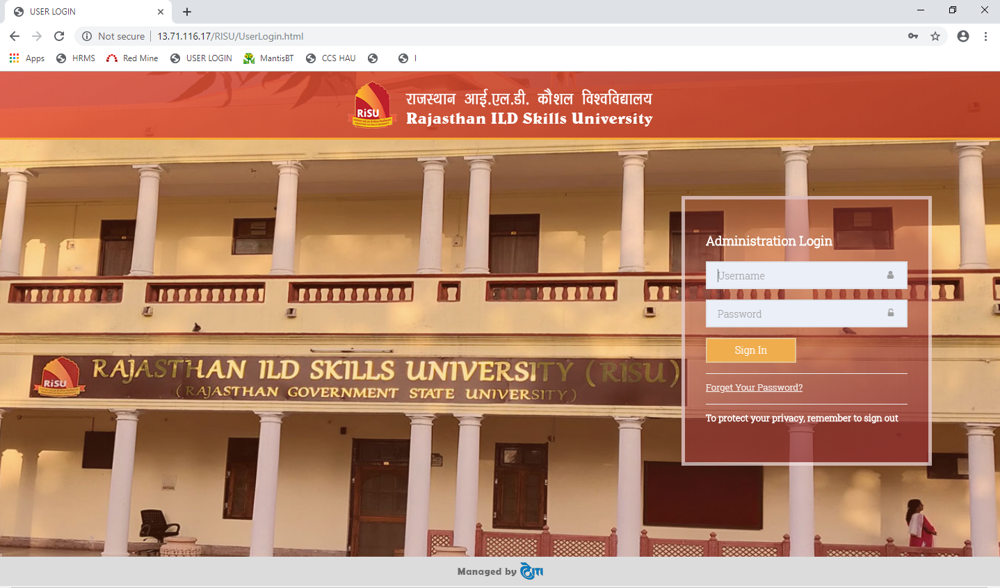 USER LOGIN
Not secure 13.71.116.17/RISU/UserLogin.html
Apps HRMS Red Mine USER LOGIN MantisBT CCS HAU I
RiSU
राजस्थान आई.एल.डी. कौशल विश्वविद्यालय
Rajasthan ILD Skills University
Administration Login
Username
Password
Sign In
Forget Your Password?
To protect your privacy, remember to sign out
RiSU
RAJASTHAN ILD SKILLS UNIVERSITY (RISU)
(RAJASTHAN GOVERNMENT STATE UNIVERSITY)
Managed by